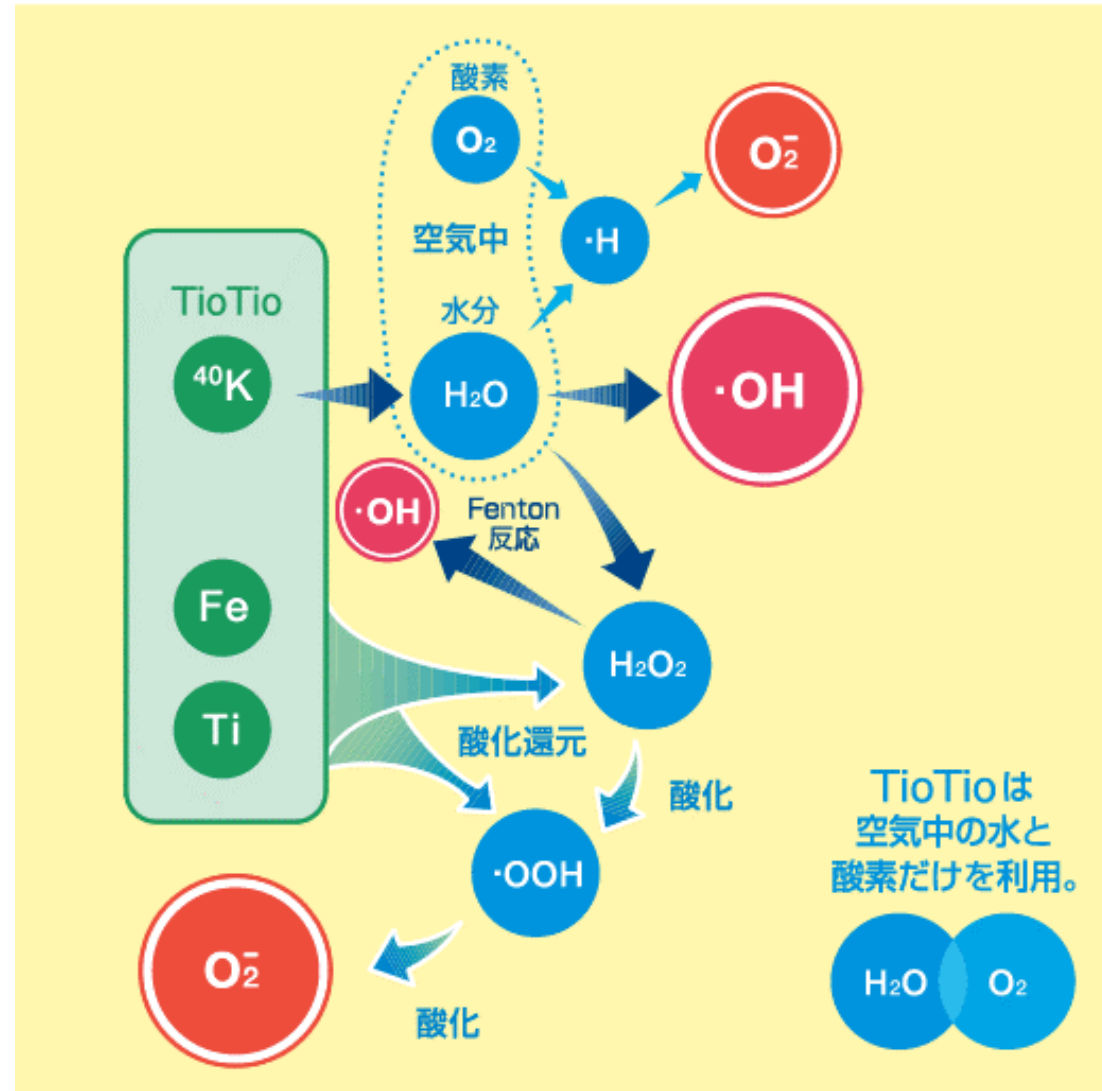 酸素
O₂
O₂⁻
空気中
·H
TioTio
水分
⁴⁰K
H₂O
·OH
·OH
Fenton
反応
Fe
H₂O₂
Ti
酸化還元
酸化
TioTioは
空気中の水と
酸素だけを利用。
·OOH
O₂⁻
H₂O
O₂
酸化